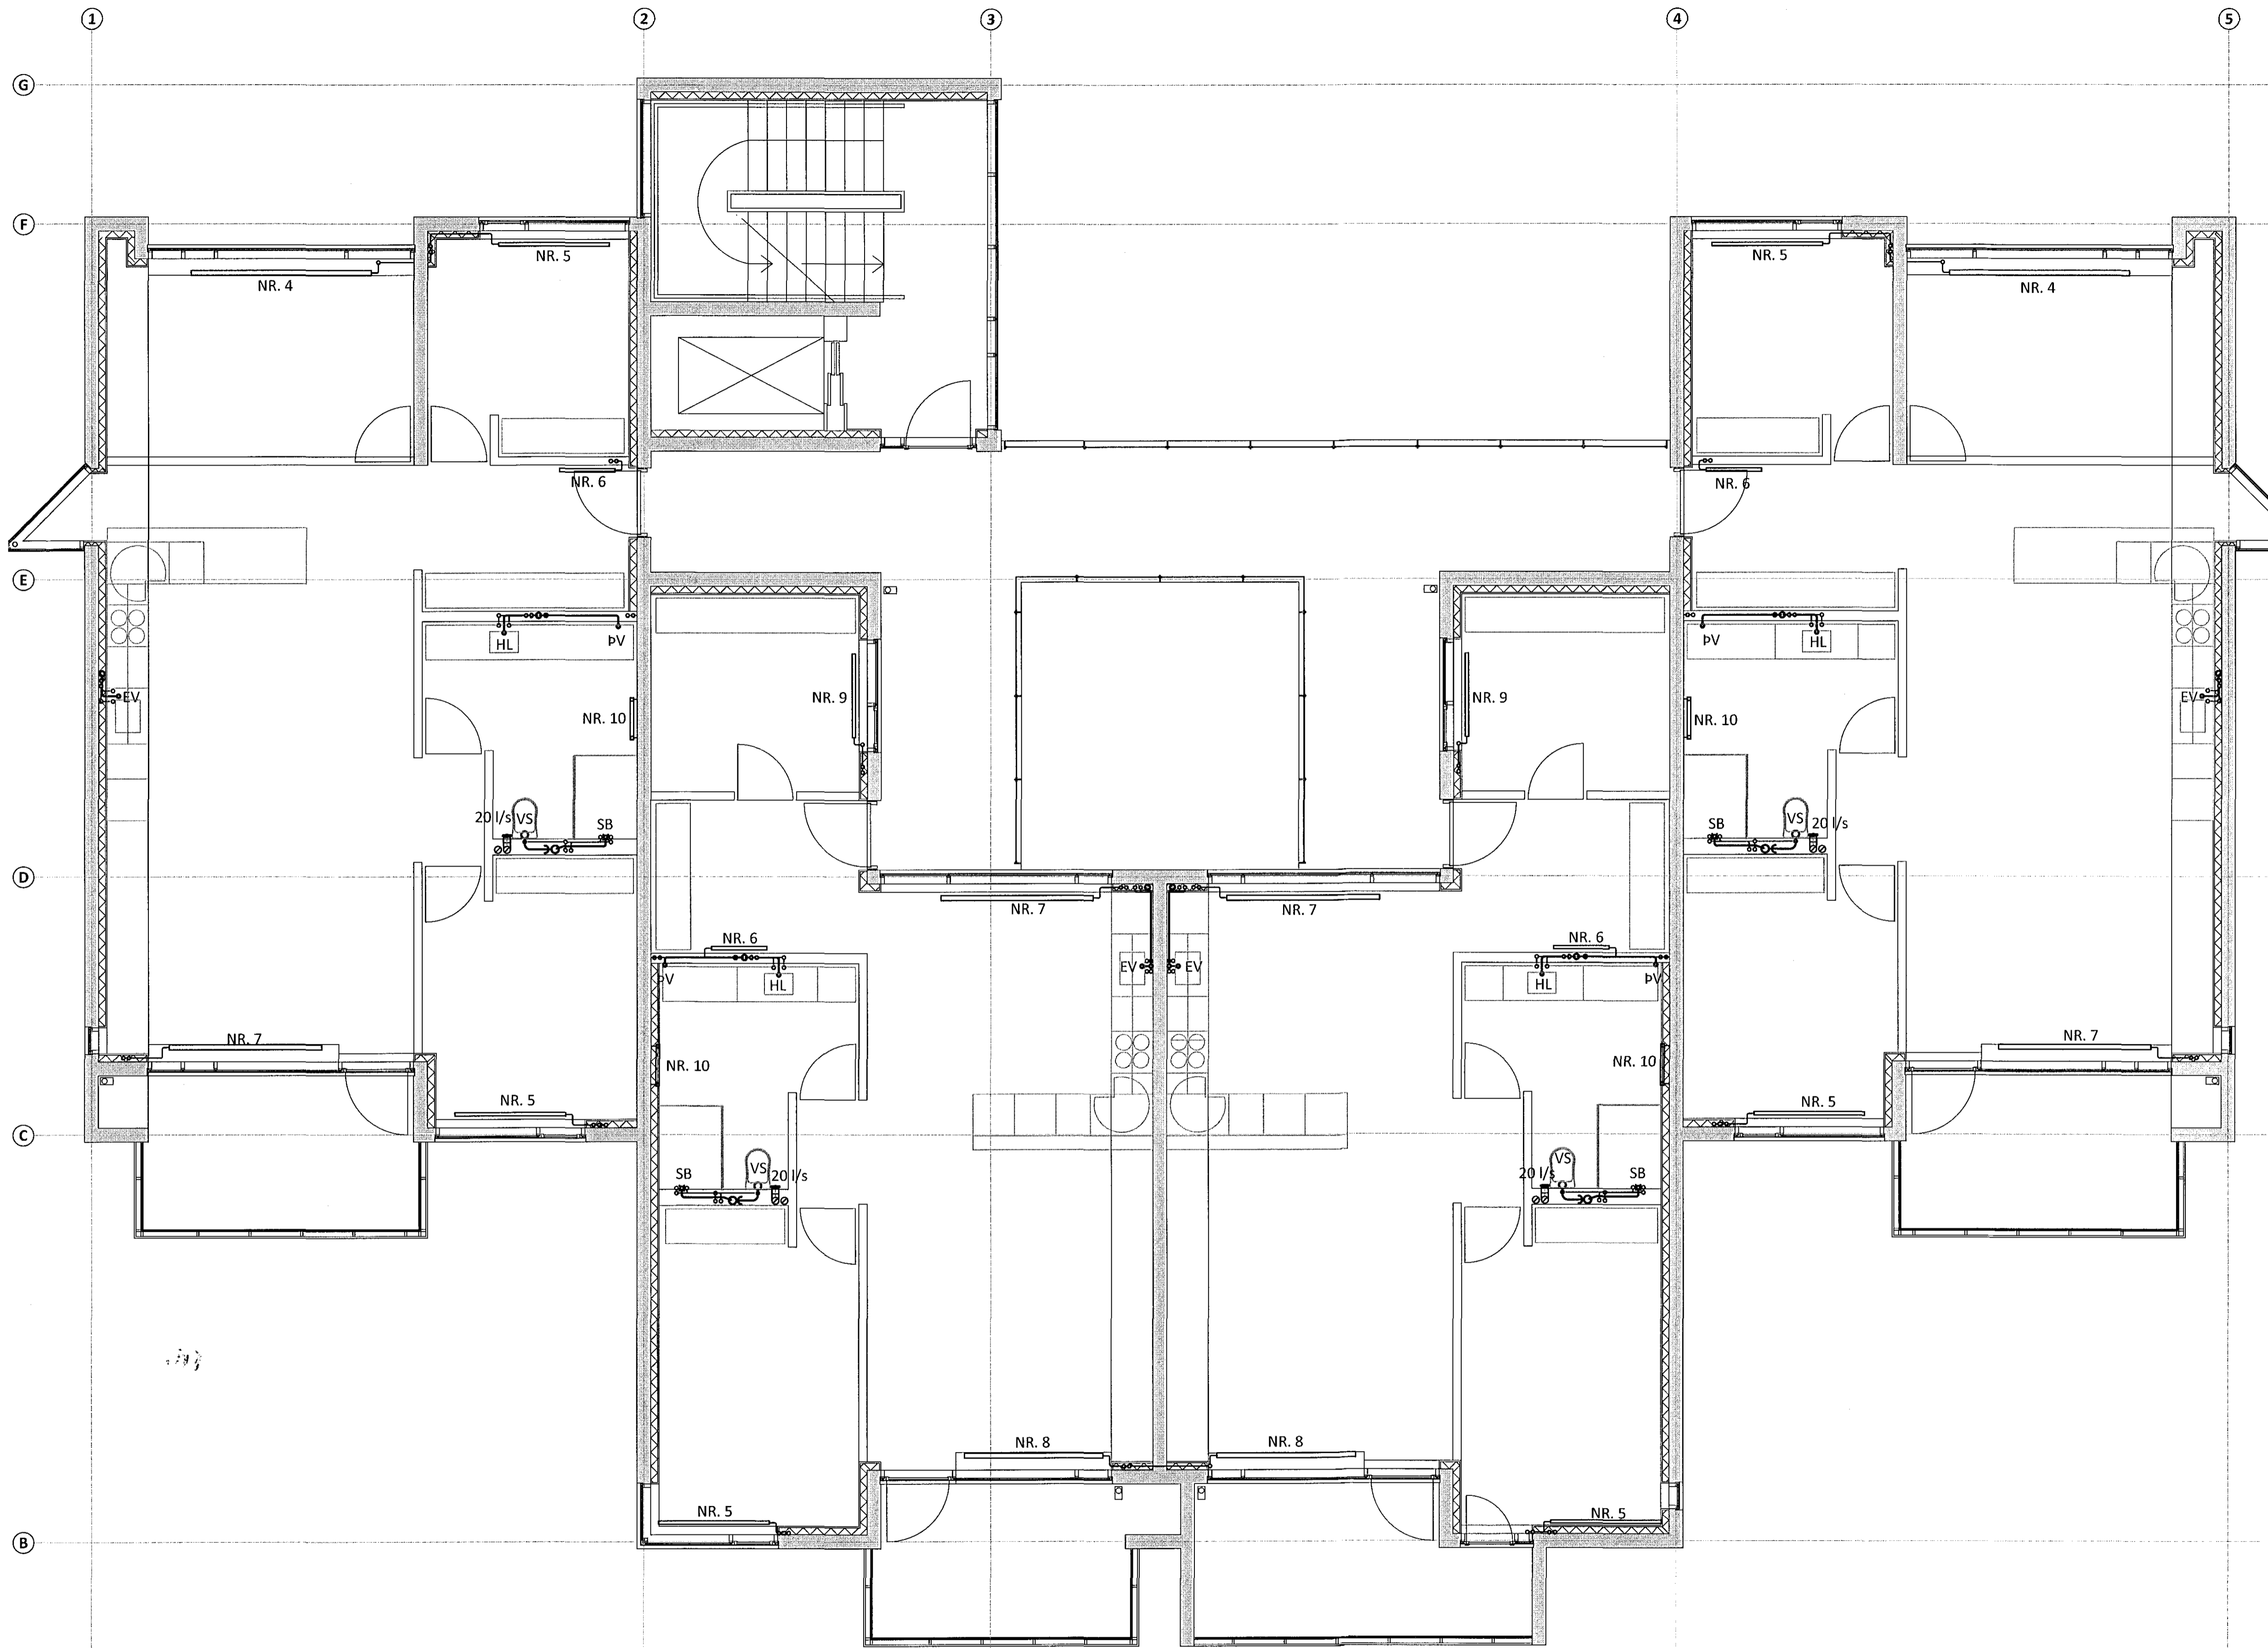 1 2 3 4 5
G
F
NR. 5 NR. 5
NR. 4 NR. 4
NR. 6 NR. 6
E
HL ÞV ÞV HL
EV NR. 9 NR. 9 EV
NR. 10 NR. 10
20 l/s VS SB SB VS 20 l/s
D
NR. 7 NR. 7
NR. 6 NR. 6
ÞV HL EV EV HL ÞV
NR. 7 NR. 7
NR. 10 NR. 10
NR. 5 NR. 5
C
SB VS 20 l/s 20 l/s VS SB
NR. 8 NR. 8
NR. 5 NR. 5
B